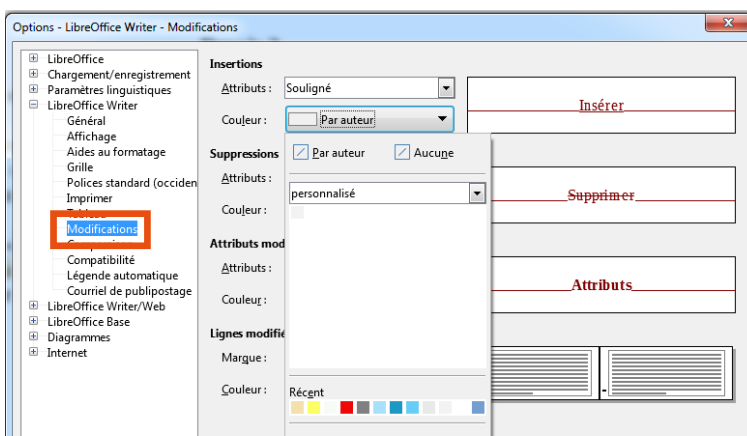 Options - LibreOffice Writer - Modifications
LibreOffice
Chargement/enregistrement
Paramètres linguistiques
LibreOffice Writer
Général
Affichage
Aides au formatage
Grille
Polices standard (occiden
Imprimer
Tableau
Modifications
Comparaison
Compatibilité
Légende automatique
Courriel de publipostage
LibreOffice Writer/Web
LibreOffice Base
Diagrammes
Internet
Insertions
Attributs : Souligné
Couleur : Par auteur
Par auteur Aucune
Suppressions
Attributs :
personnalisé
Couleur :
Attributs mod
Attributs :
Couleur :
Lignes modifié
Marque :
Couleur :
Récent
Insérer
Supprimer
Attributs